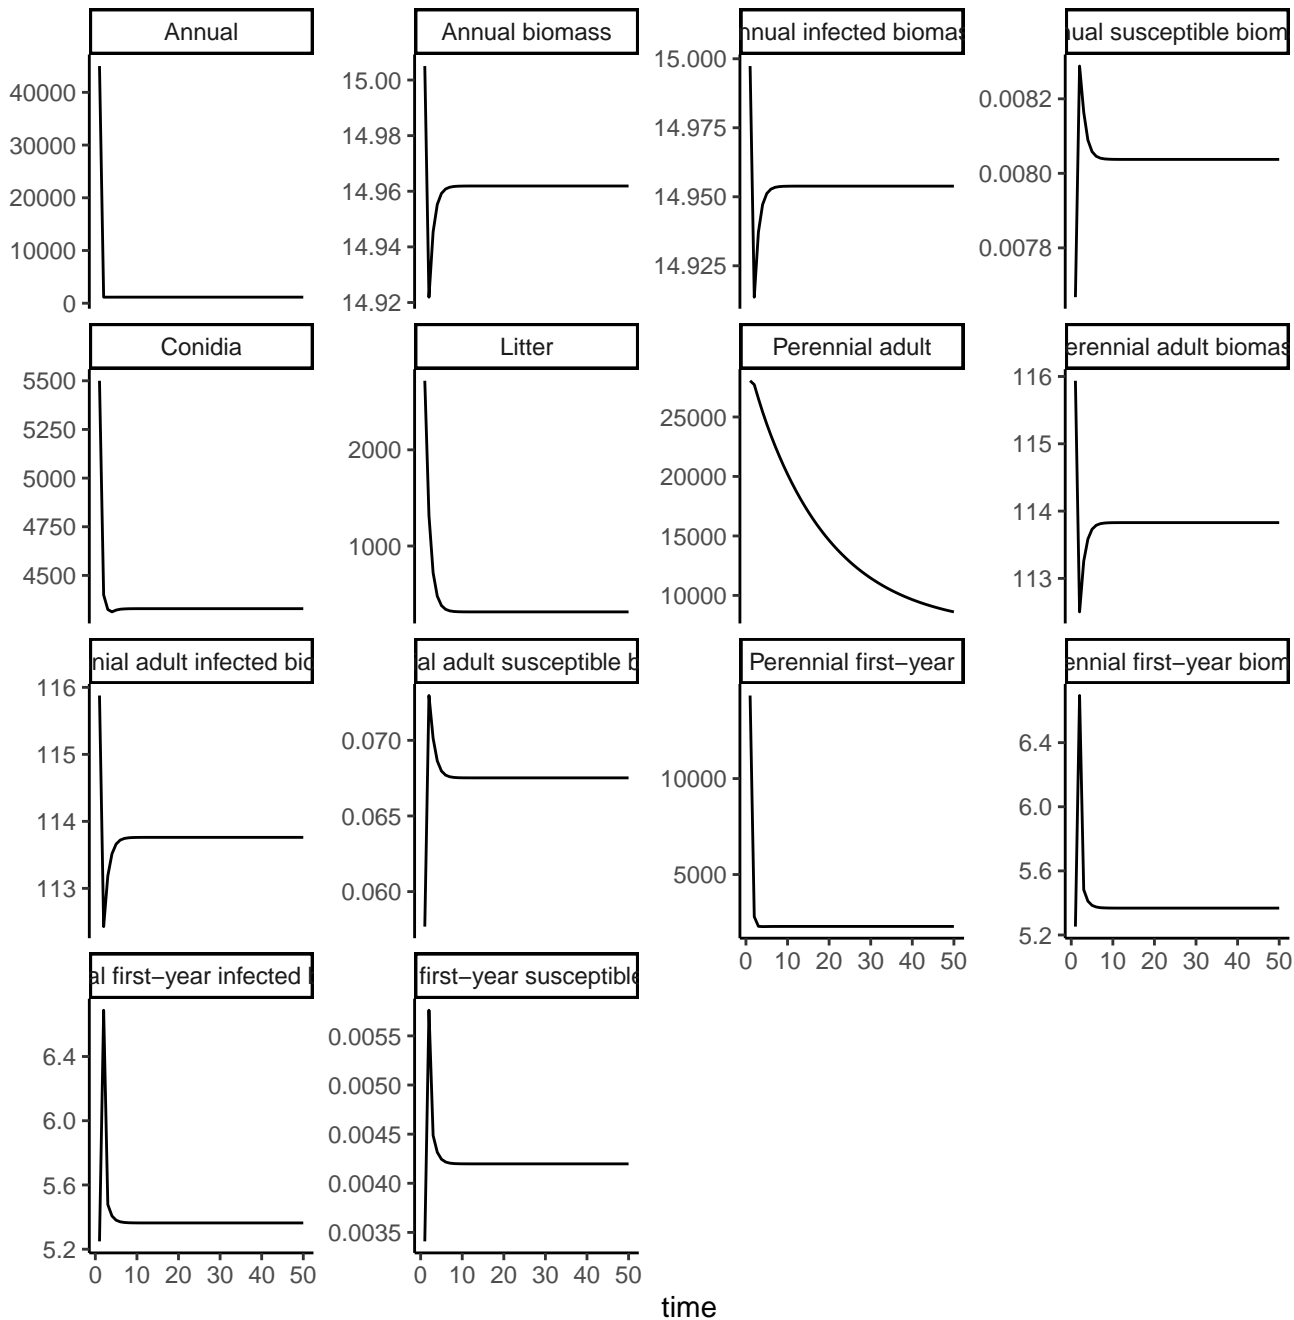 Annual
Annual biomass
nnual infected biomas
ual susceptible biom
40000
30000
20000
10000
0
15.00
14.98
14.96
14.94
14.92
15.000
14.975
14.950
14.925
0.0082
0.0080
0.0078
Conidia
Litter
Perennial adult
erennial adult biomas
5500
5250
5000
4750
4500
2000
1000
25000
20000
15000
10000
116
115
114
113
nial adult infected bio
al adult susceptible b
Perennial first−year
ennial first−year biom
116
115
114
113
0.070
0.065
0.060
10000
5000
6.4
6.0
5.6
5.2
0 10 20 30 40 50
0 10 20 30 40 50
al first−year infected
first−year susceptible
6.4
6.0
5.6
5.2
0.0055
0.0050
0.0045
0.0040
0.0035
0 10 20 30 40 50
0 10 20 30 40 50
time